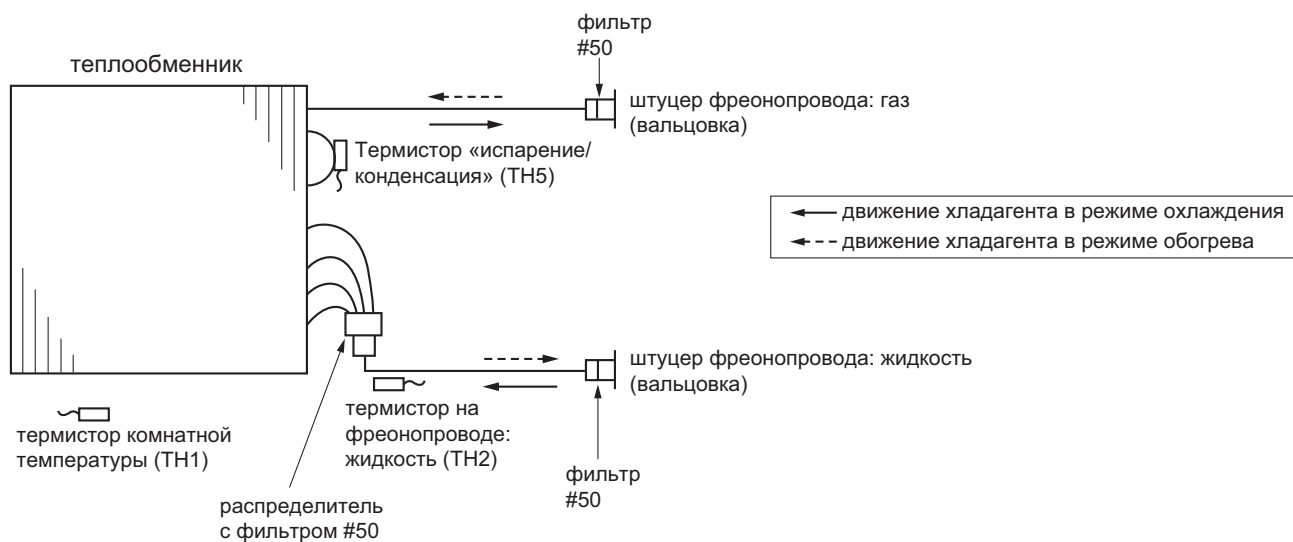 фильтр
#50
теплообменник
штуцер фреонопровода: газ
(вальцовка)
Термистор «испарение/
конденсация» (TH5)
движение хладагента в режиме охлаждения
движение хладагента в режиме обогрева
штуцер фреонопровода: жидкость
(вальцовка)
термистор комнатной
температуры (TH1)
термистор на
фреонопроводе:
жидкость (TH2)
фильтр
#50
распределитель
с фильтром #50